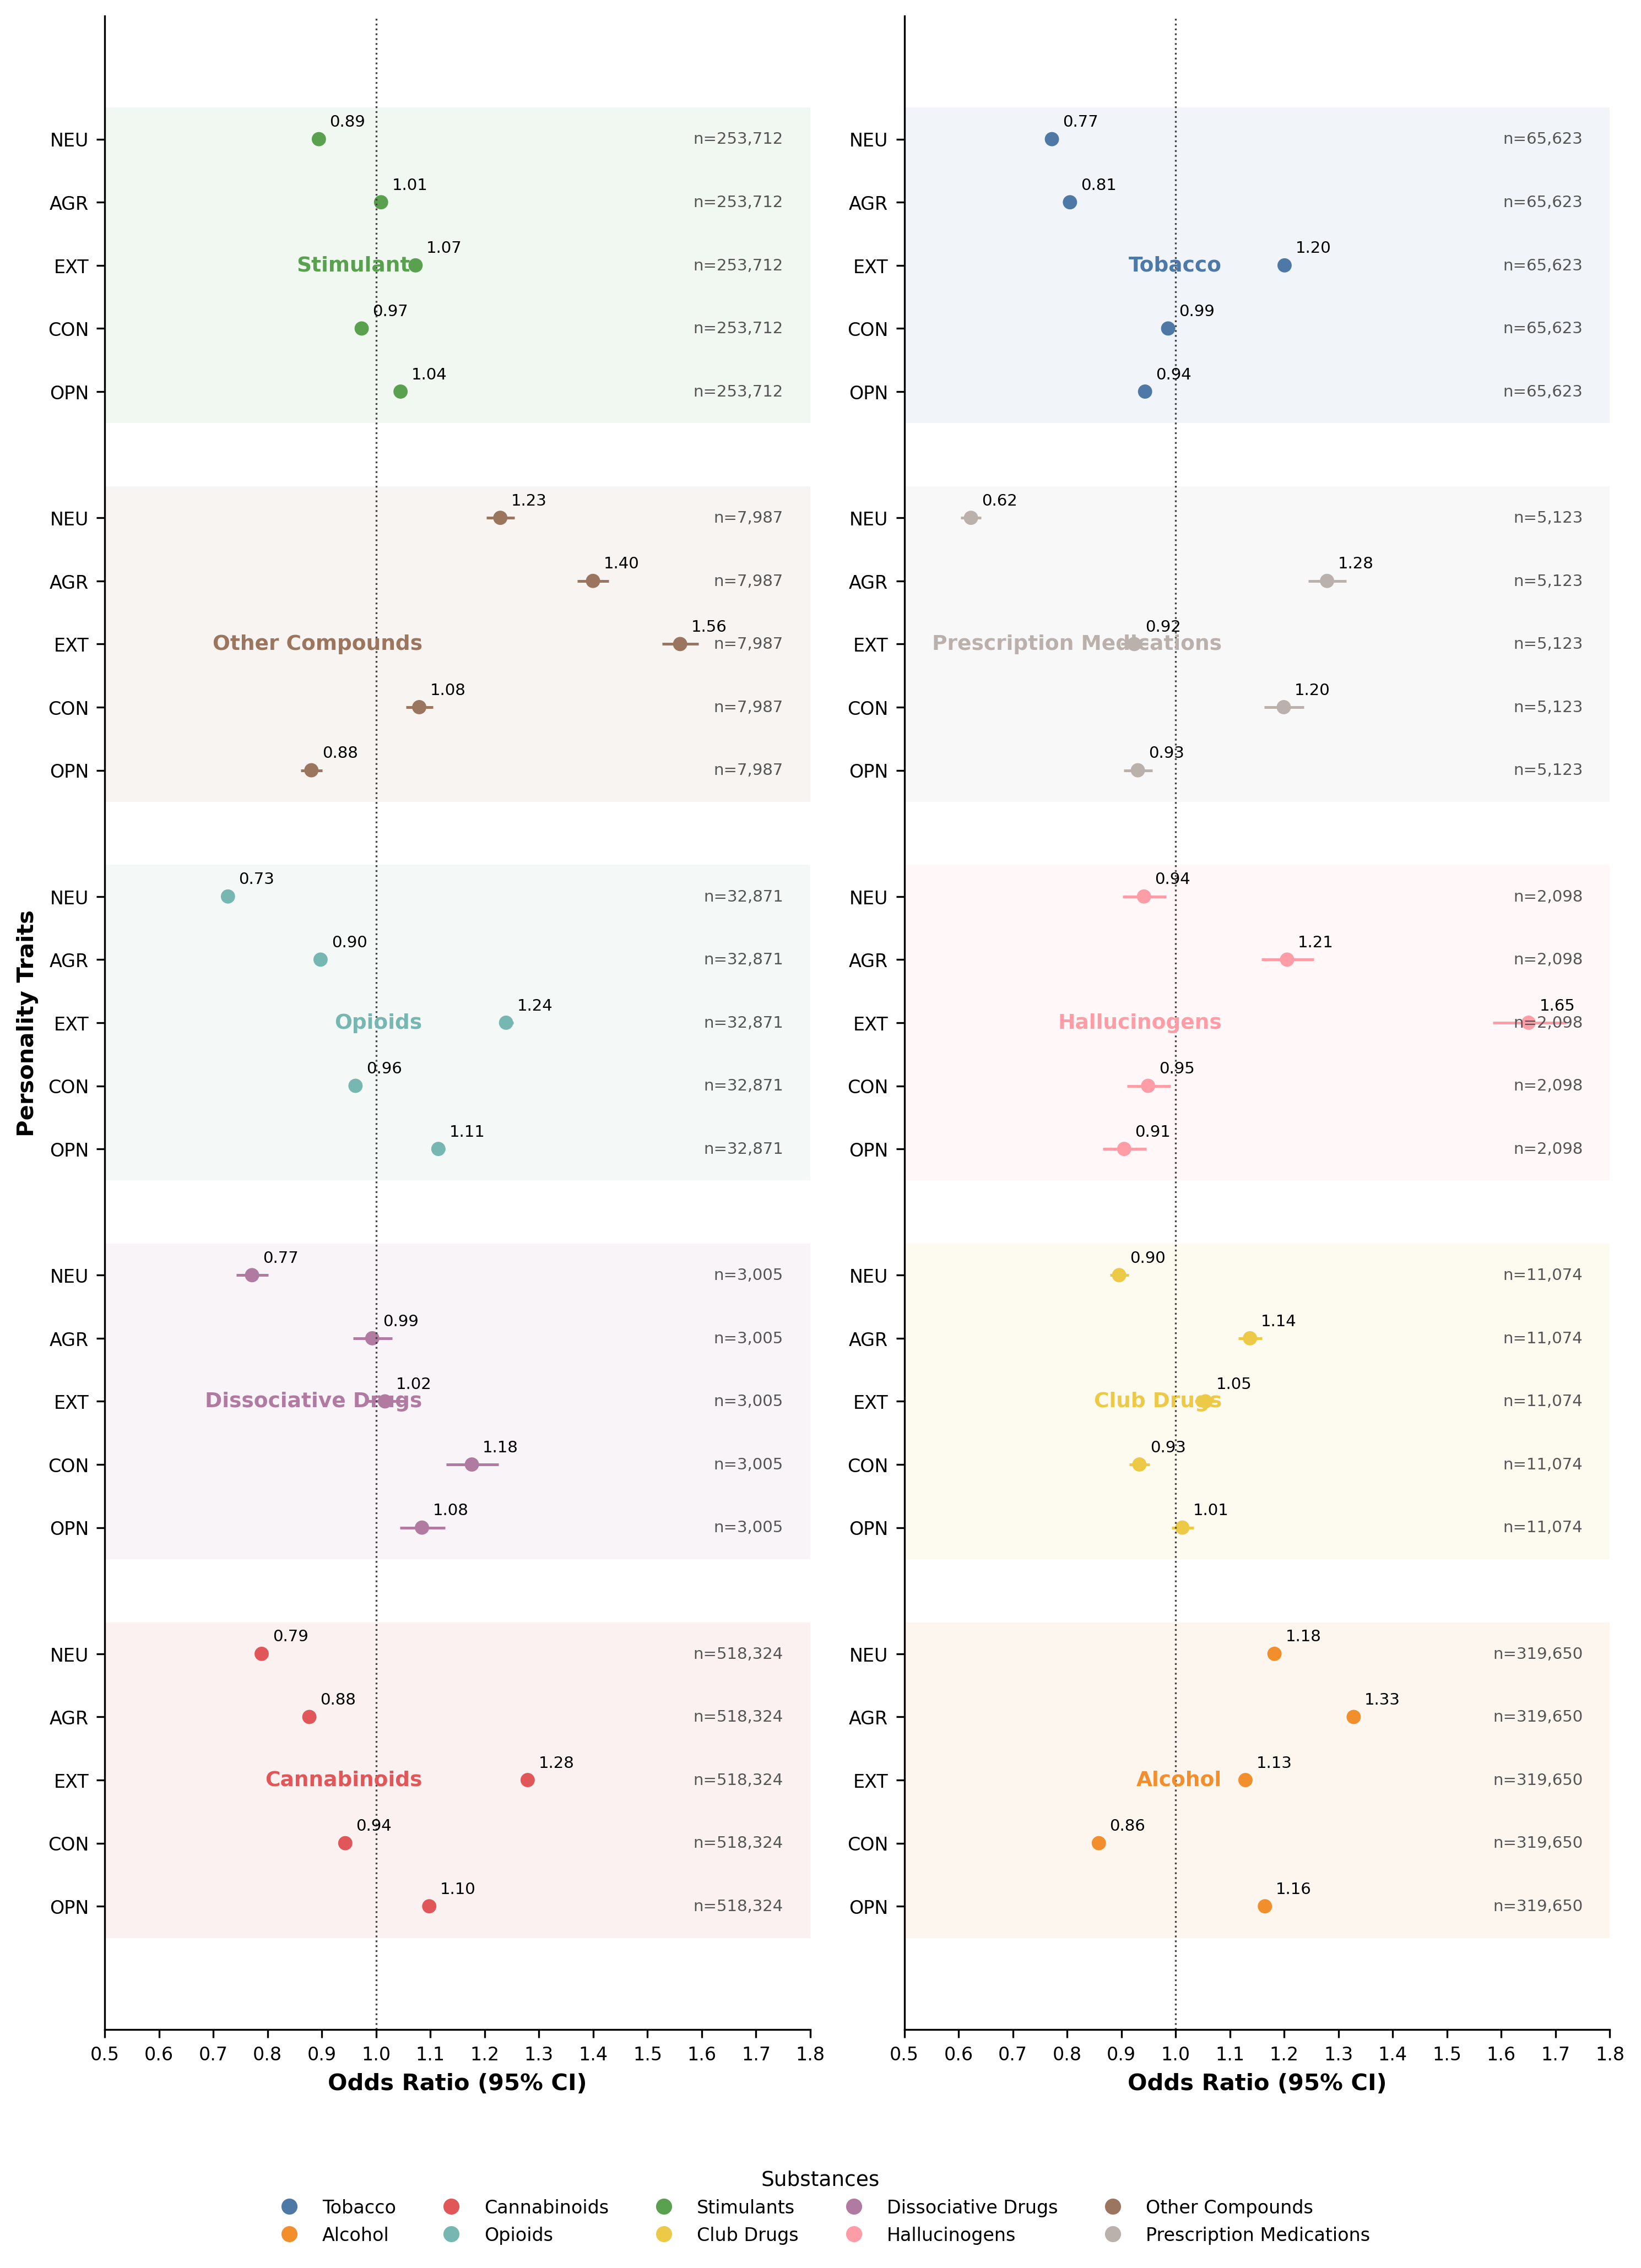 Personality Traits
NEU 0.89 n=253,712
AGR 1.01 n=253,712
EXT Stimulants 1.07 n=253,712
CON 0.97 n=253,712
OPN 1.04 n=253,712
NEU 1.23 n=7,987
AGR 1.40 n=7,987
EXT Other Compounds 1.56 n=7,987
CON 1.08 n=7,987
OPN 0.88 n=7,987
NEU 0.73 n=32,871
AGR 0.90 n=32,871
EXT Opioids 1.24 n=32,871
CON 0.96 n=32,871
OPN 1.11 n=32,871
NEU 0.77 n=3,005
AGR 0.99 n=3,005
EXT Dissociative Drugs 1.02 n=3,005
CON 1.18 n=3,005
OPN 1.08 n=3,005
NEU 0.79 n=518,324
AGR 0.88 n=518,324
EXT Cannabinoids 1.28 n=518,324
CON 0.94 n=518,324
OPN 1.10 n=518,324
0.5 0.6 0.7 0.8 0.9 1.0 1.1 1.2 1.3 1.4 1.5 1.6 1.7 1.8
Odds Ratio (95% CI)
NEU 0.77 n=65,623
AGR 0.81 n=65,623
EXT Tobacco 1.20 n=65,623
CON 0.99 n=65,623
OPN 0.94 n=65,623
NEU 0.62 n=5,123
AGR 1.28 n=5,123
EXT Prescription Medications 0.92 n=5,123
CON 1.20 n=5,123
OPN 0.93 n=5,123
NEU 0.94 n=2,098
AGR 1.21 n=2,098
EXT Hallucinogens 1.65 n=2,098
CON 0.95 n=2,098
OPN 0.91 n=2,098
NEU 0.90 n=11,074
AGR 1.14 n=11,074
EXT Club Drugs 1.05 n=11,074
CON 0.93 n=11,074
OPN 1.01 n=11,074
NEU 1.18 n=319,650
AGR 1.33 n=319,650
EXT Alcohol 1.13 n=319,650
CON 0.86 n=319,650
OPN 1.16 n=319,650
0.5 0.6 0.7 0.8 0.9 1.0 1.1 1.2 1.3 1.4 1.5 1.6 1.7 1.8
Odds Ratio (95% CI)
Substances
Tobacco Cannabinoids Stimulants Dissociative Drugs Other Compounds
Alcohol Opioids Club Drugs Hallucinogens Prescription Medications